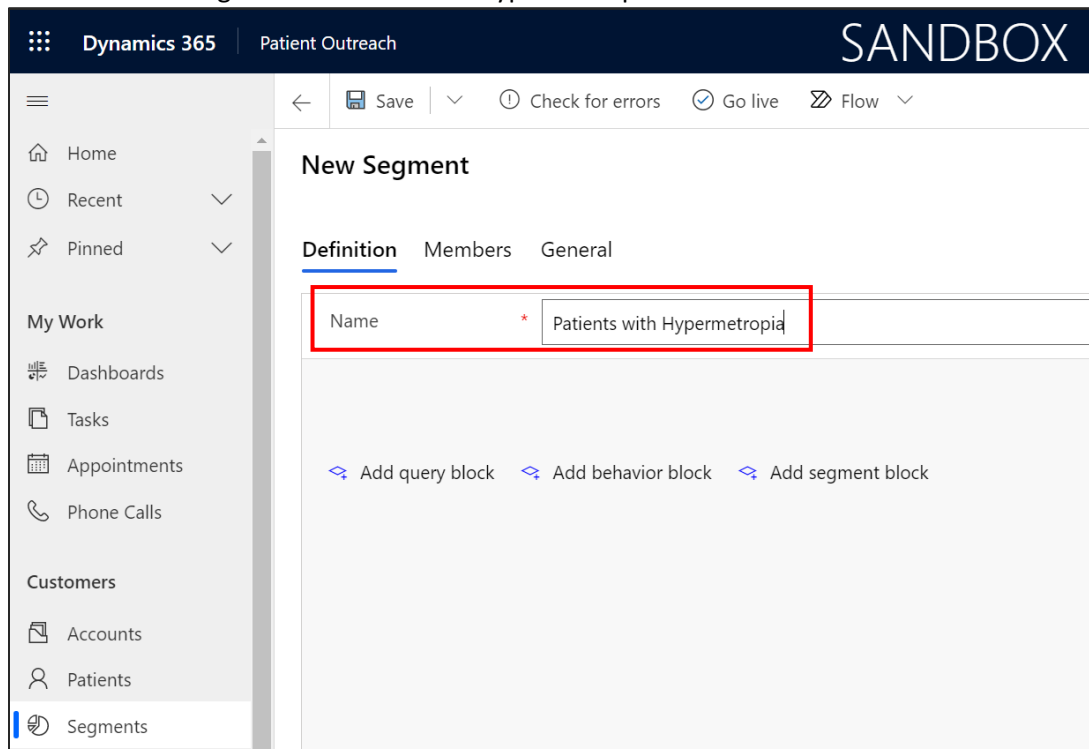 Dynamics 365 Patient Outreach SANDBOX
Save Check for errors Go live Flow
Home
Recent
Pinned
My Work
Dashboards
Tasks
Appointments
Phone Calls
Customers
Accounts
Patients
Segments
New Segment
Definition Members General
Name * Patients with Hypermetropia
Add query block Add behavior block Add segment block